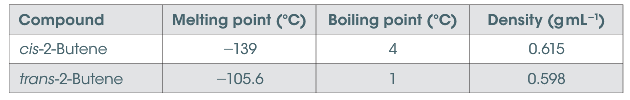 Compound Melting point (°C) Boiling point (°C) Density (g mL⁻¹)
cis-2-Butene −139 4 0.615
trans-2-Butene −105.6 1 0.598